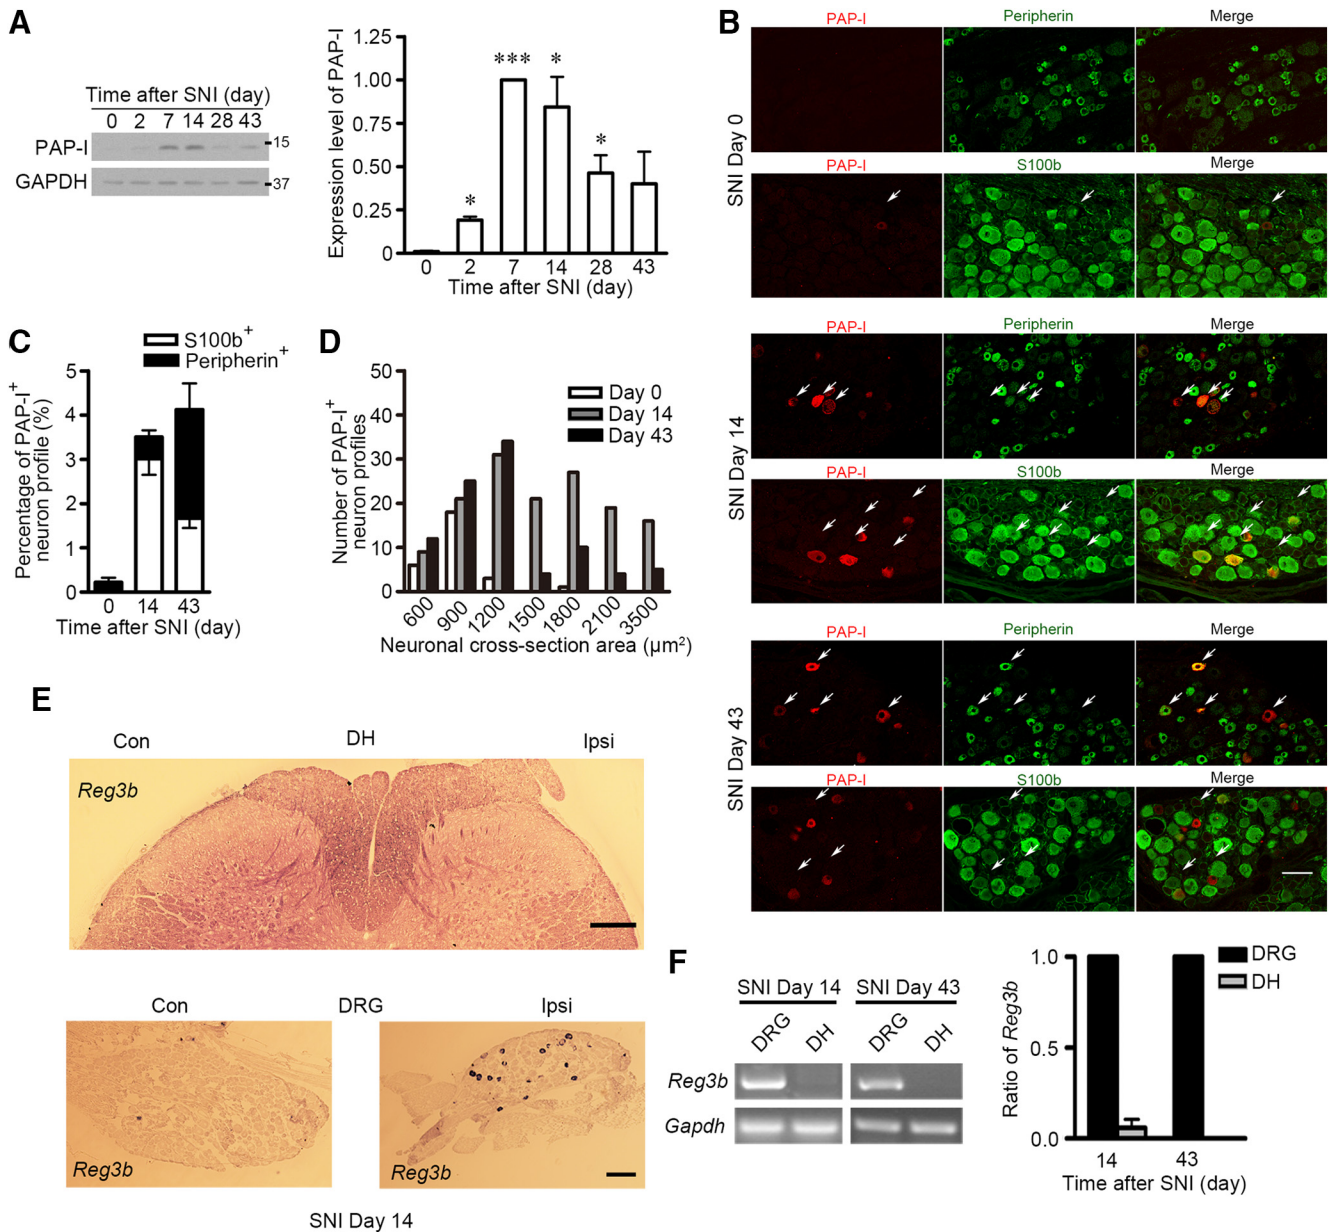 A
Time after SNI (day)
0 2 7 14 28 43
PAP-I
15
GAPDH
37
Expression level of PAP-I
1.25
1.00
0.75
0.50
0.25
0
*
***
*
*
0 2 7 14 28 43
Time after SNI (day)
B
PAP-I Peripherin Merge
SNI Day 0
PAP-I S100b Merge
PAP-I Peripherin Merge
SNI Day 14
PAP-I S100b Merge
PAP-I Peripherin Merge
SNI Day 43
PAP-I S100b Merge
C
S100b+
Peripherin+
Percentage of PAP-I+
neuron profile (%)
5
4
3
2
1
0
0 14 43
Time after SNI (day)
D
Number of PAP-I+
neuron profiles
50
40
30
20
10
0
Day 0
Day 14
Day 43
600 900 1200 1500 1800 2100 3500
Neuronal cross-section area (µm²)
E
Con DH Ipsi
Reg3b
Con DRG Ipsi
Reg3b
Reg3b
SNI Day 14
F
SNI Day 14 SNI Day 43
DRG DH DRG DH
Reg3b
Gapdh
Ratio of Reg3b
1.0
0.5
0.0
DRG
DH
14 43
Time after SNI (day)